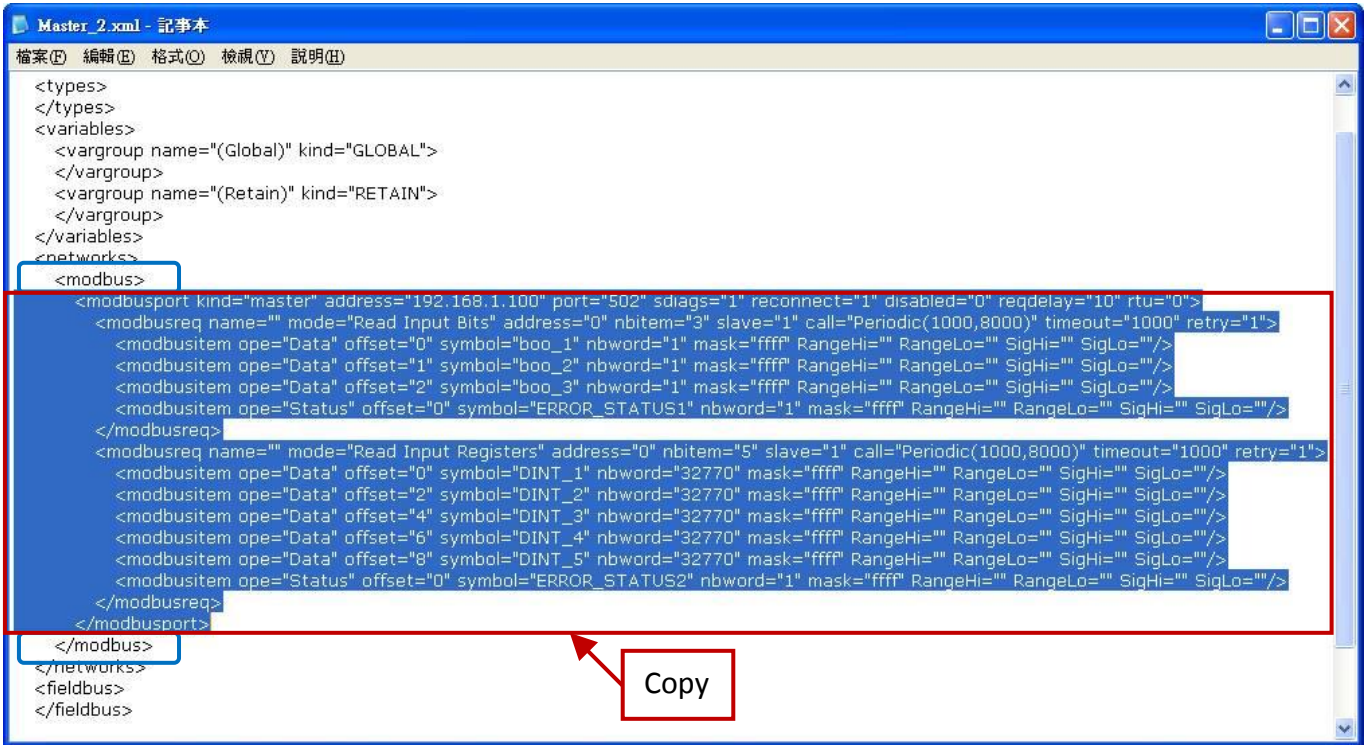 Master_2.xml - 記事本
檔案(F) 編輯(E) 格式(O) 檢視(V) 說明(H)
<types>
</types>
<variables>
<vargroup name="(Global)" kind="GLOBAL">
</vargroup>
<vargroup name="(Retain)" kind="RETAIN">
</vargroup>
</variables>
<networks>
<modbus>
<modbusport kind="master" address="192.168.1.100" port="502" sdiags="1" reconnect="1" disabled="0" reqdelay="10" rtu="0">
<modbusreq name="" mode="Read Input Bits" address="0" nbitem="3" slave="1" call="Periodic(1000,8000)" timeout="1000" retry="1">
<modbusitem ope="Data" offset="0" symbol="boo_1" nbword="1" mask="ffff" RangeHi="" RangeLo="" SigHi="" SigLo=""/>
<modbusitem ope="Data" offset="1" symbol="boo_2" nbword="1" mask="ffff" RangeHi="" RangeLo="" SigHi="" SigLo=""/>
<modbusitem ope="Data" offset="2" symbol="boo_3" nbword="1" mask="ffff" RangeHi="" RangeLo="" SigHi="" SigLo=""/>
<modbusitem ope="Status" offset="0" symbol="ERROR_STATUS1" nbword="1" mask="ffff" RangeHi="" RangeLo="" SigHi="" SigLo=""/>
</modbusreq>
<modbusreq name="" mode="Read Input Registers" address="0" nbitem="5" slave="1" call="Periodic(1000,8000)" timeout="1000" retry="1">
<modbusitem ope="Data" offset="0" symbol="DINT_1" nbword="32770" mask="ffff" RangeHi="" RangeLo="" SigHi="" SigLo=""/>
<modbusitem ope="Data" offset="2" symbol="DINT_2" nbword="32770" mask="ffff" RangeHi="" RangeLo="" SigHi="" SigLo=""/>
<modbusitem ope="Data" offset="4" symbol="DINT_3" nbword="32770" mask="ffff" RangeHi="" RangeLo="" SigHi="" SigLo=""/>
<modbusitem ope="Data" offset="6" symbol="DINT_4" nbword="32770" mask="ffff" RangeHi="" RangeLo="" SigHi="" SigLo=""/>
<modbusitem ope="Data" offset="8" symbol="DINT_5" nbword="32770" mask="ffff" RangeHi="" RangeLo="" SigHi="" SigLo=""/>
<modbusitem ope="Status" offset="0" symbol="ERROR_STATUS2" nbword="1" mask="ffff" RangeHi="" RangeLo="" SigHi="" SigLo=""/>
</modbusreq>
</modbusport>
</modbus>
</networks>
<fieldbus>
</fieldbus>
Copy